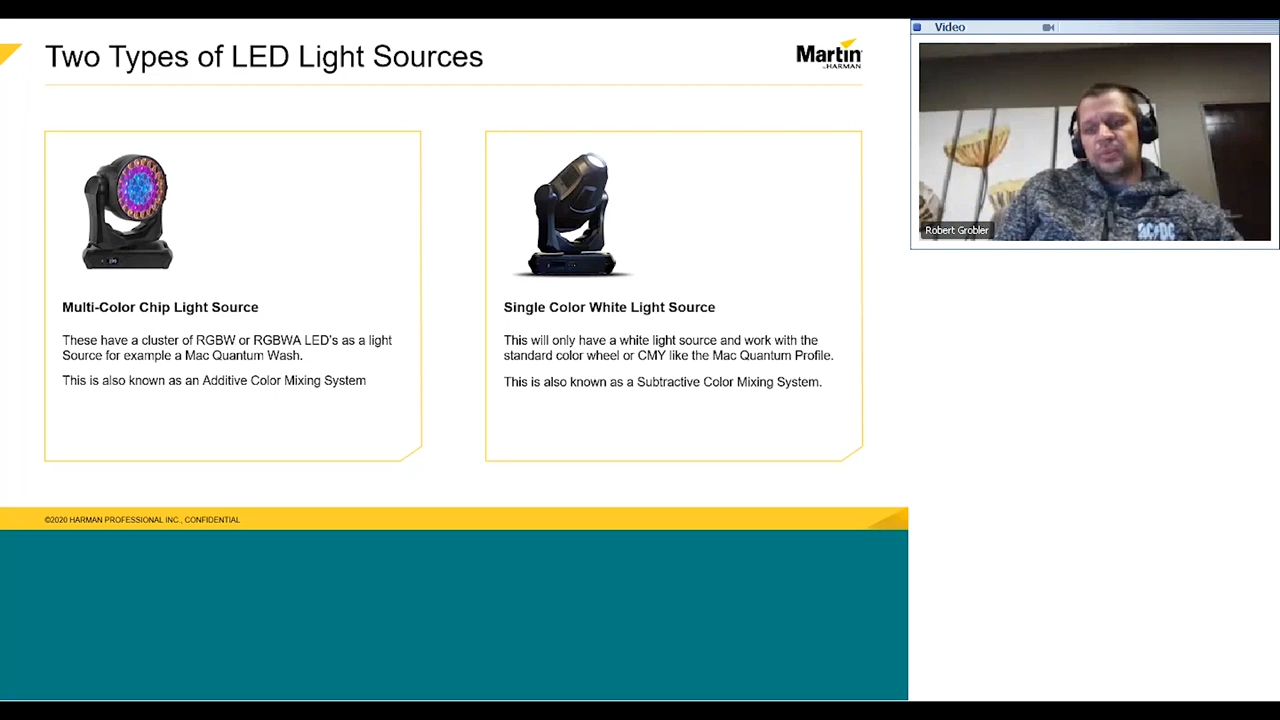 Two Types of LED Light Sources
Martin
by HARMAN
Multi-Color Chip Light Source
These have a cluster of RGBW or RGBWA LED's as a light
Source for example a Mac Quantum Wash.
This is also known as an Additive Color Mixing System
Single Color White Light Source
This will only have a white light source and work with the
standard color wheel or CMY like the Mac Quantum Profile.
This is also known as a Subtractive Color Mixing System.
©2020 HARMAN PROFESSIONAL INC., CONFIDENTIAL
Video
AC/DC
Robert Grobler